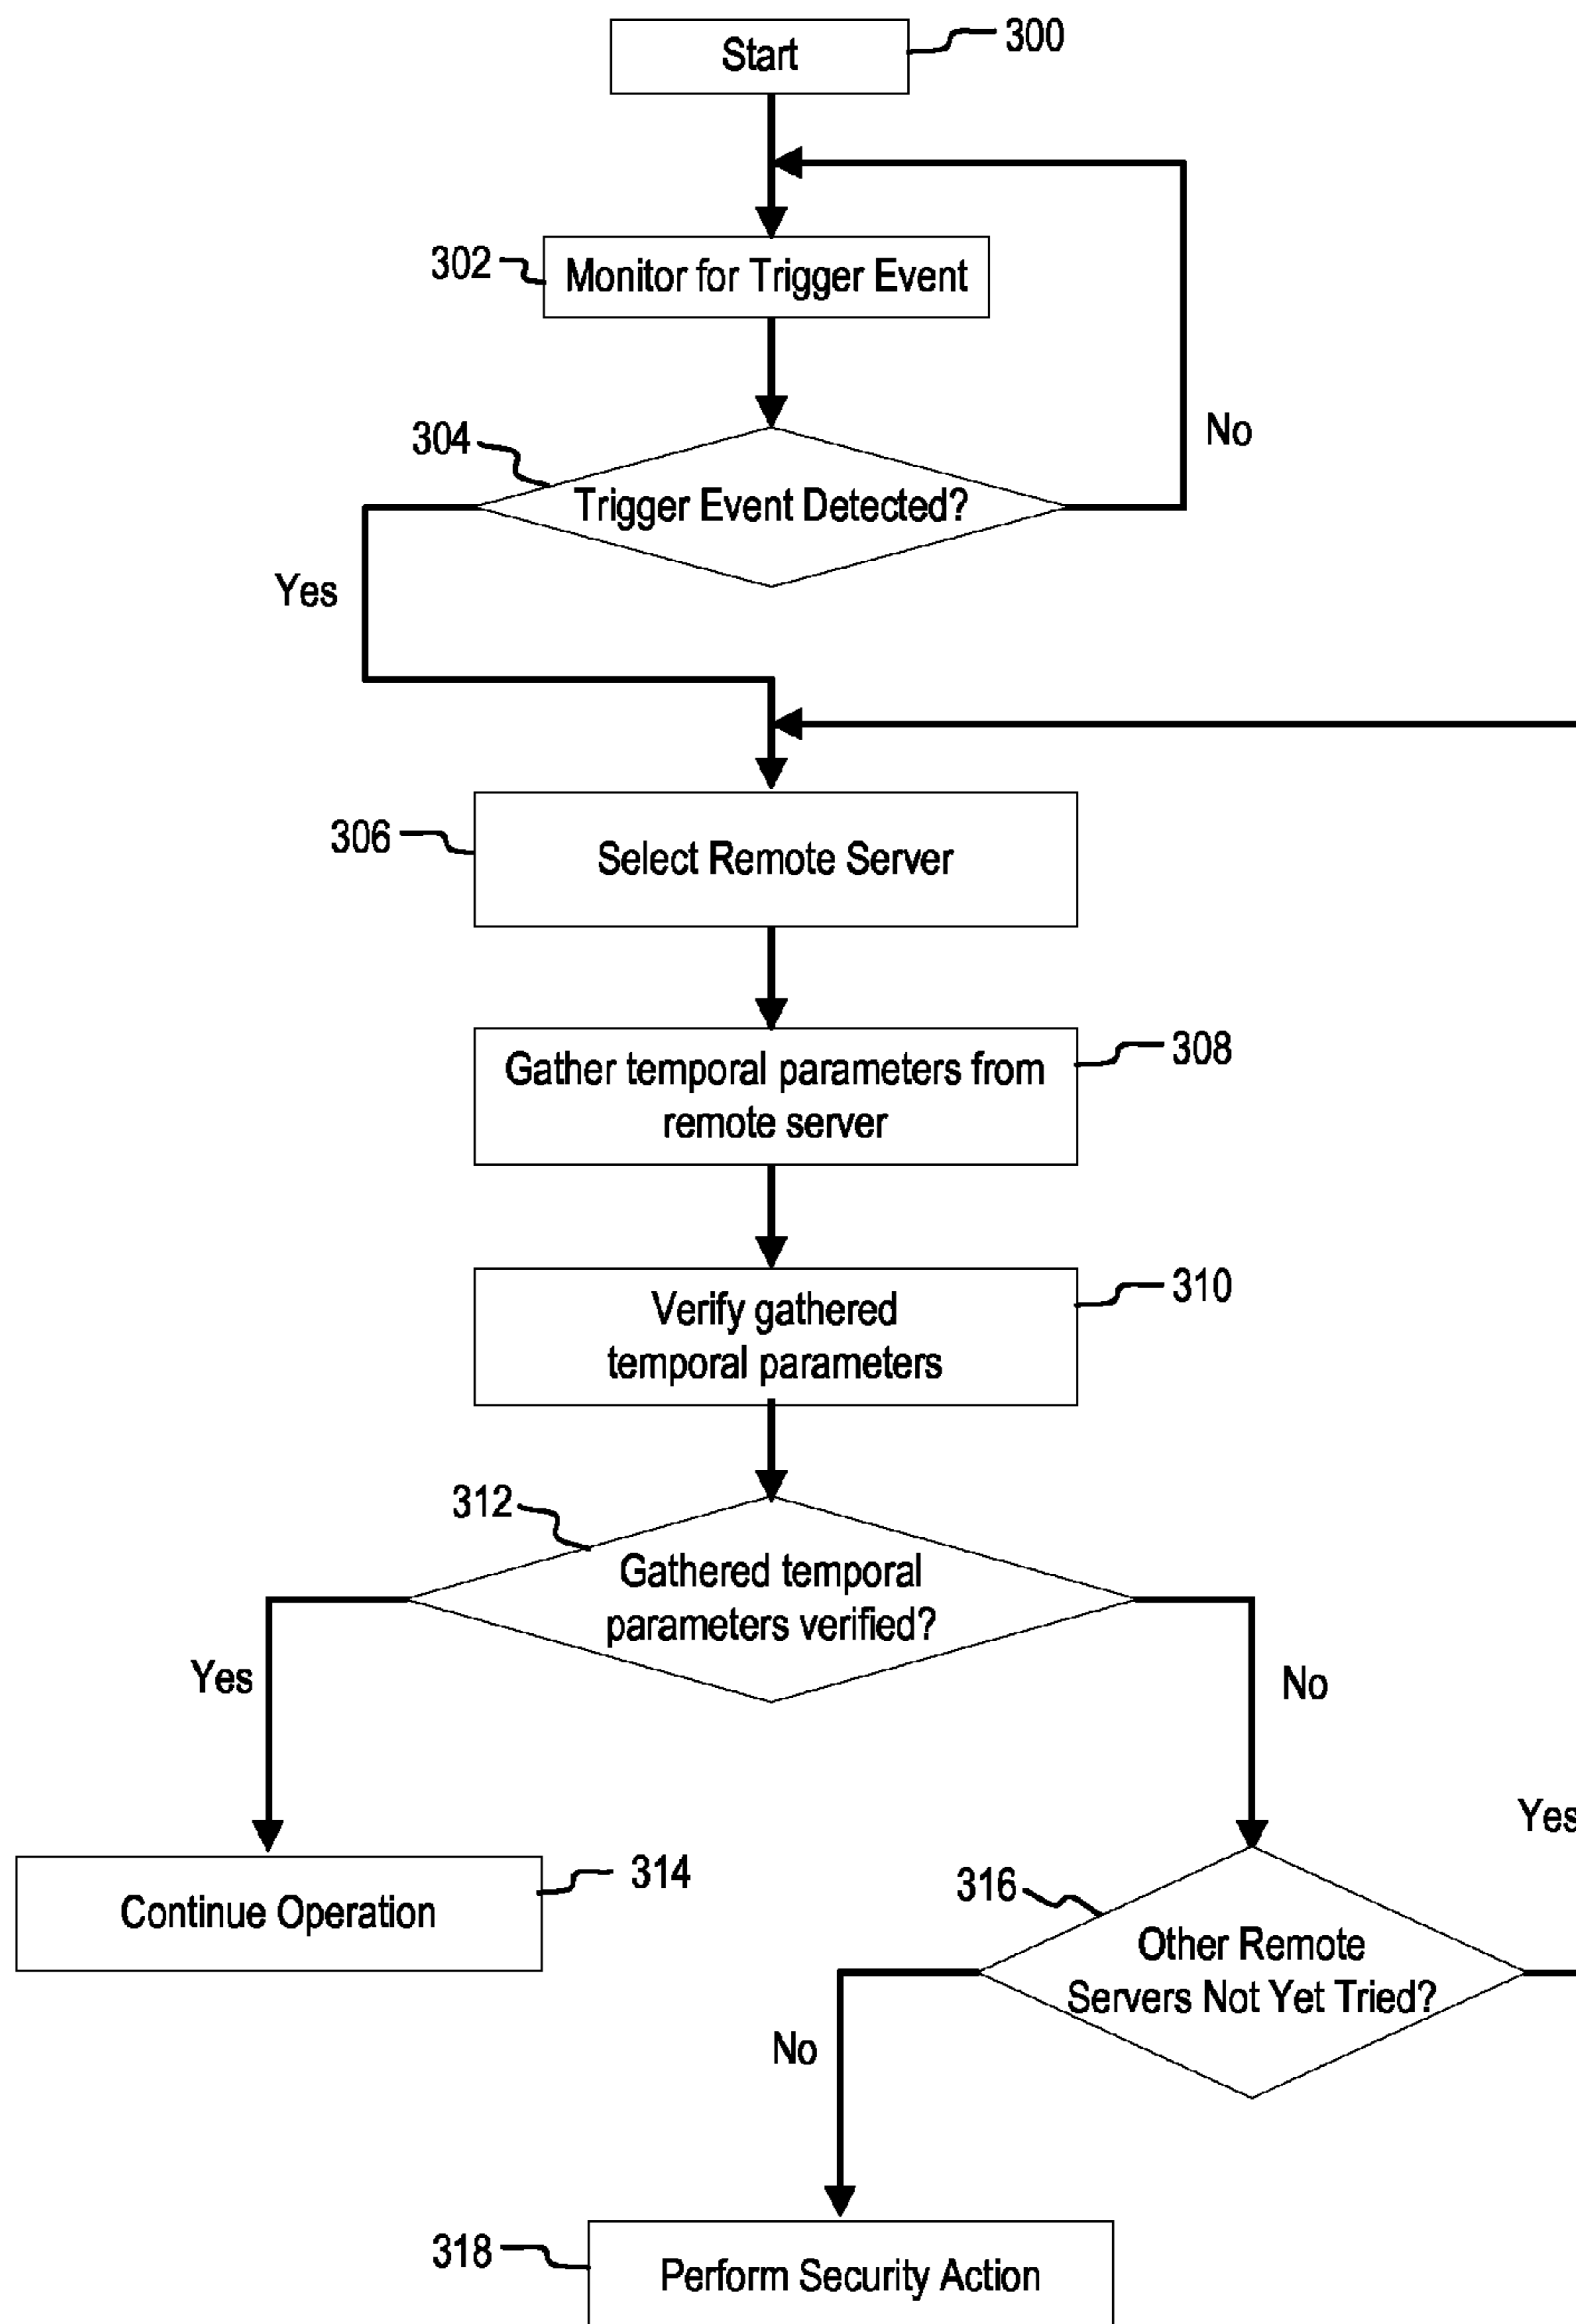 Start
300
302
Monitor for Trigger Event
304
Trigger Event Detected?
No
Yes
306
Select Remote Server
308
Gather temporal parameters from
remote server
310
Verify gathered
temporal parameters
312
Gathered temporal
parameters verified?
Yes
No
Yes
314
Continue Operation
316
Other Remote
Servers Not Yet Tried?
No
318
Perform Security Action